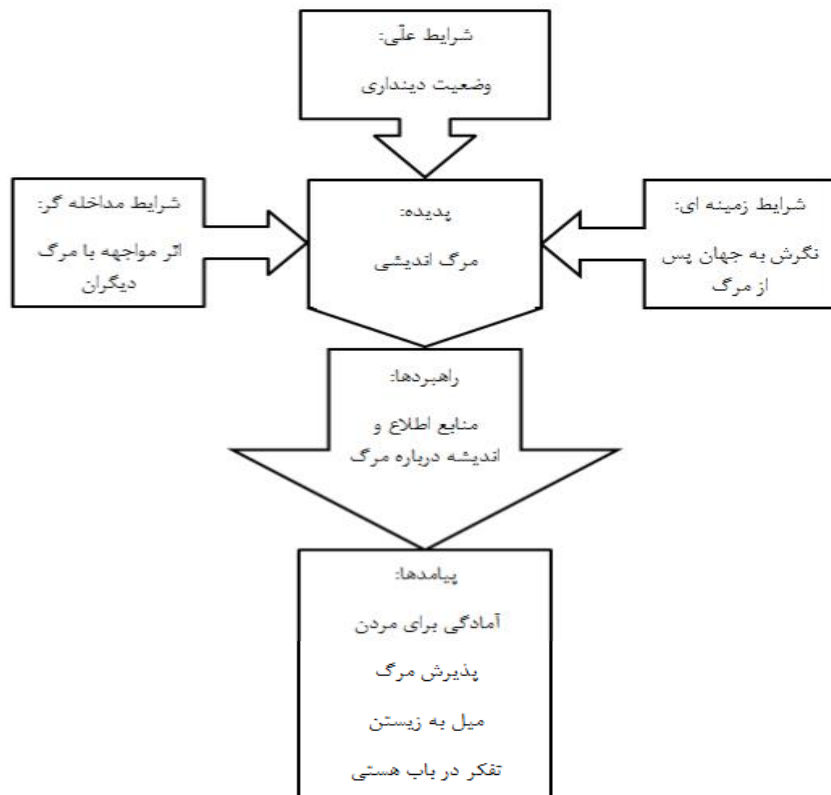 شرایط علّی:
وضعیت دینداری
شرایط زمینه ای:
نگرش به جهان پس
از مرگ
پدیده:
مرگ اندیشی
شرایط مداخله گر:
اثر مواجهه با مرگ
دیگران
راهبردها:
منابع اطلاع و
اندیشه درباره مرگ
پیامدها:
آمادگی برای مردن
پذیرش مرگ
میل به زیستن
تفکر در باب هستی